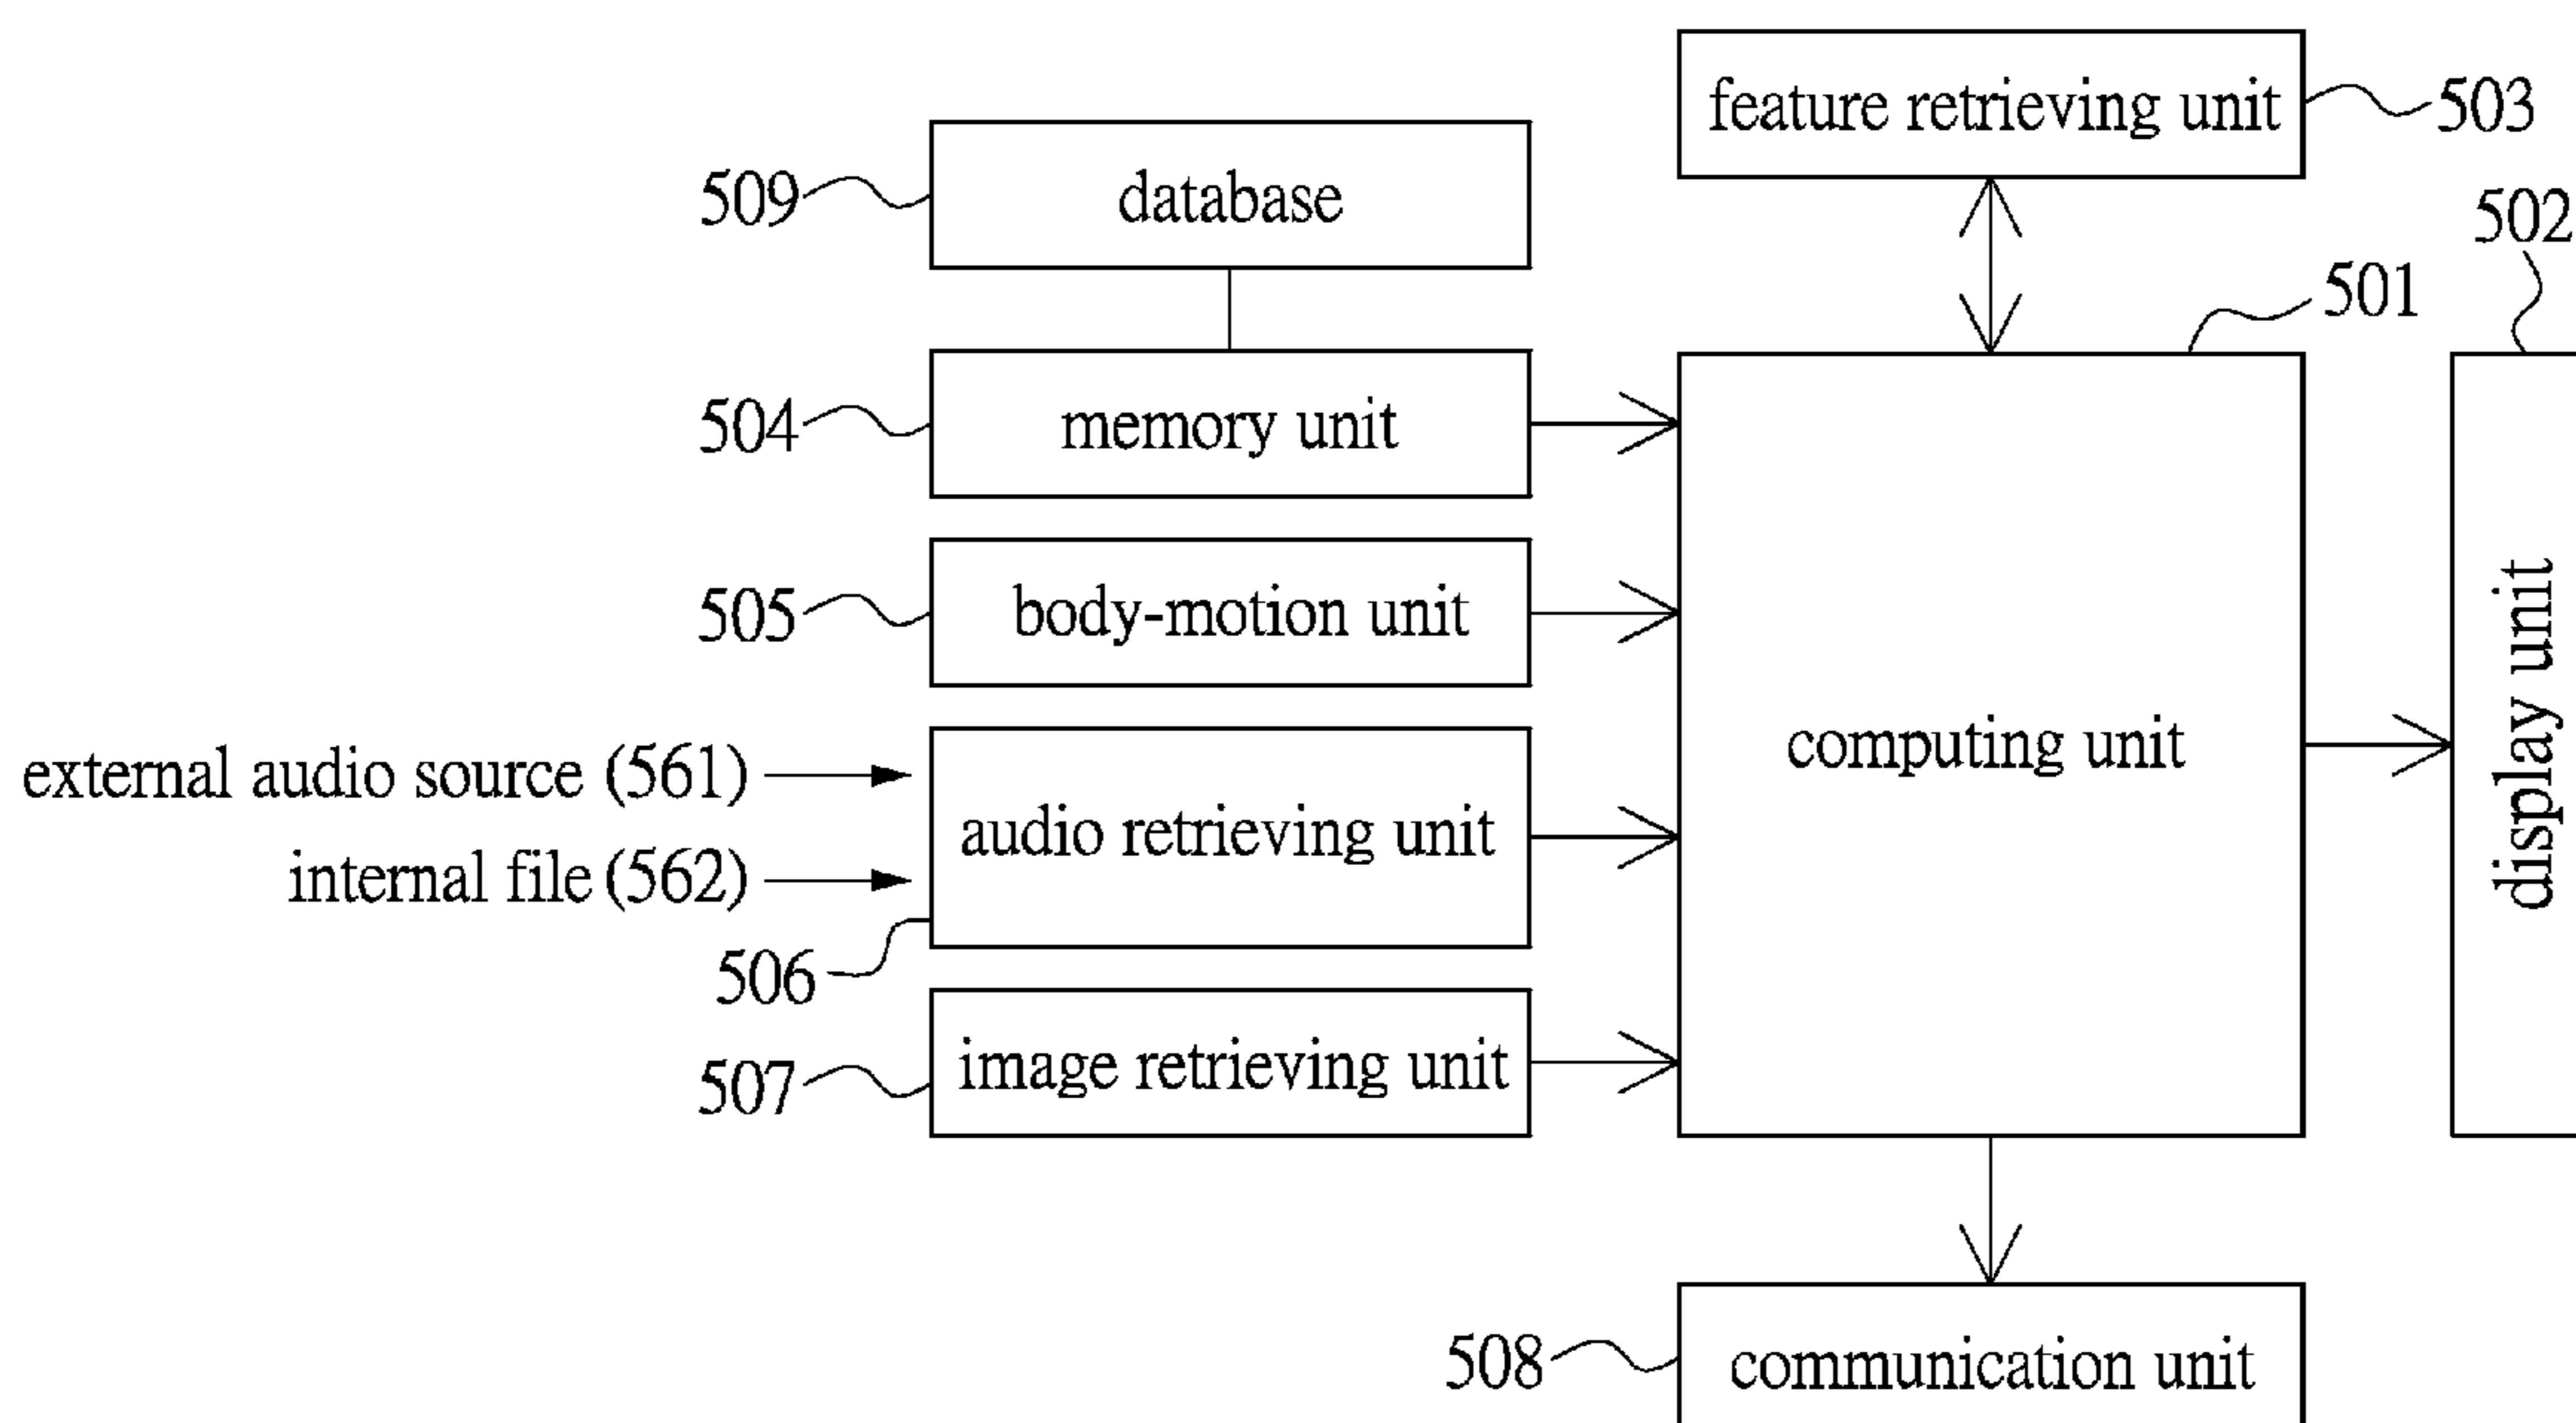 feature retrieving unit
503
509
database
502
501
504
memory unit
505
body-motion unit
computing unit
display unit
external audio source (561)
audio retrieving unit
internal file (562)
506
507
image retrieving unit
508
communication unit